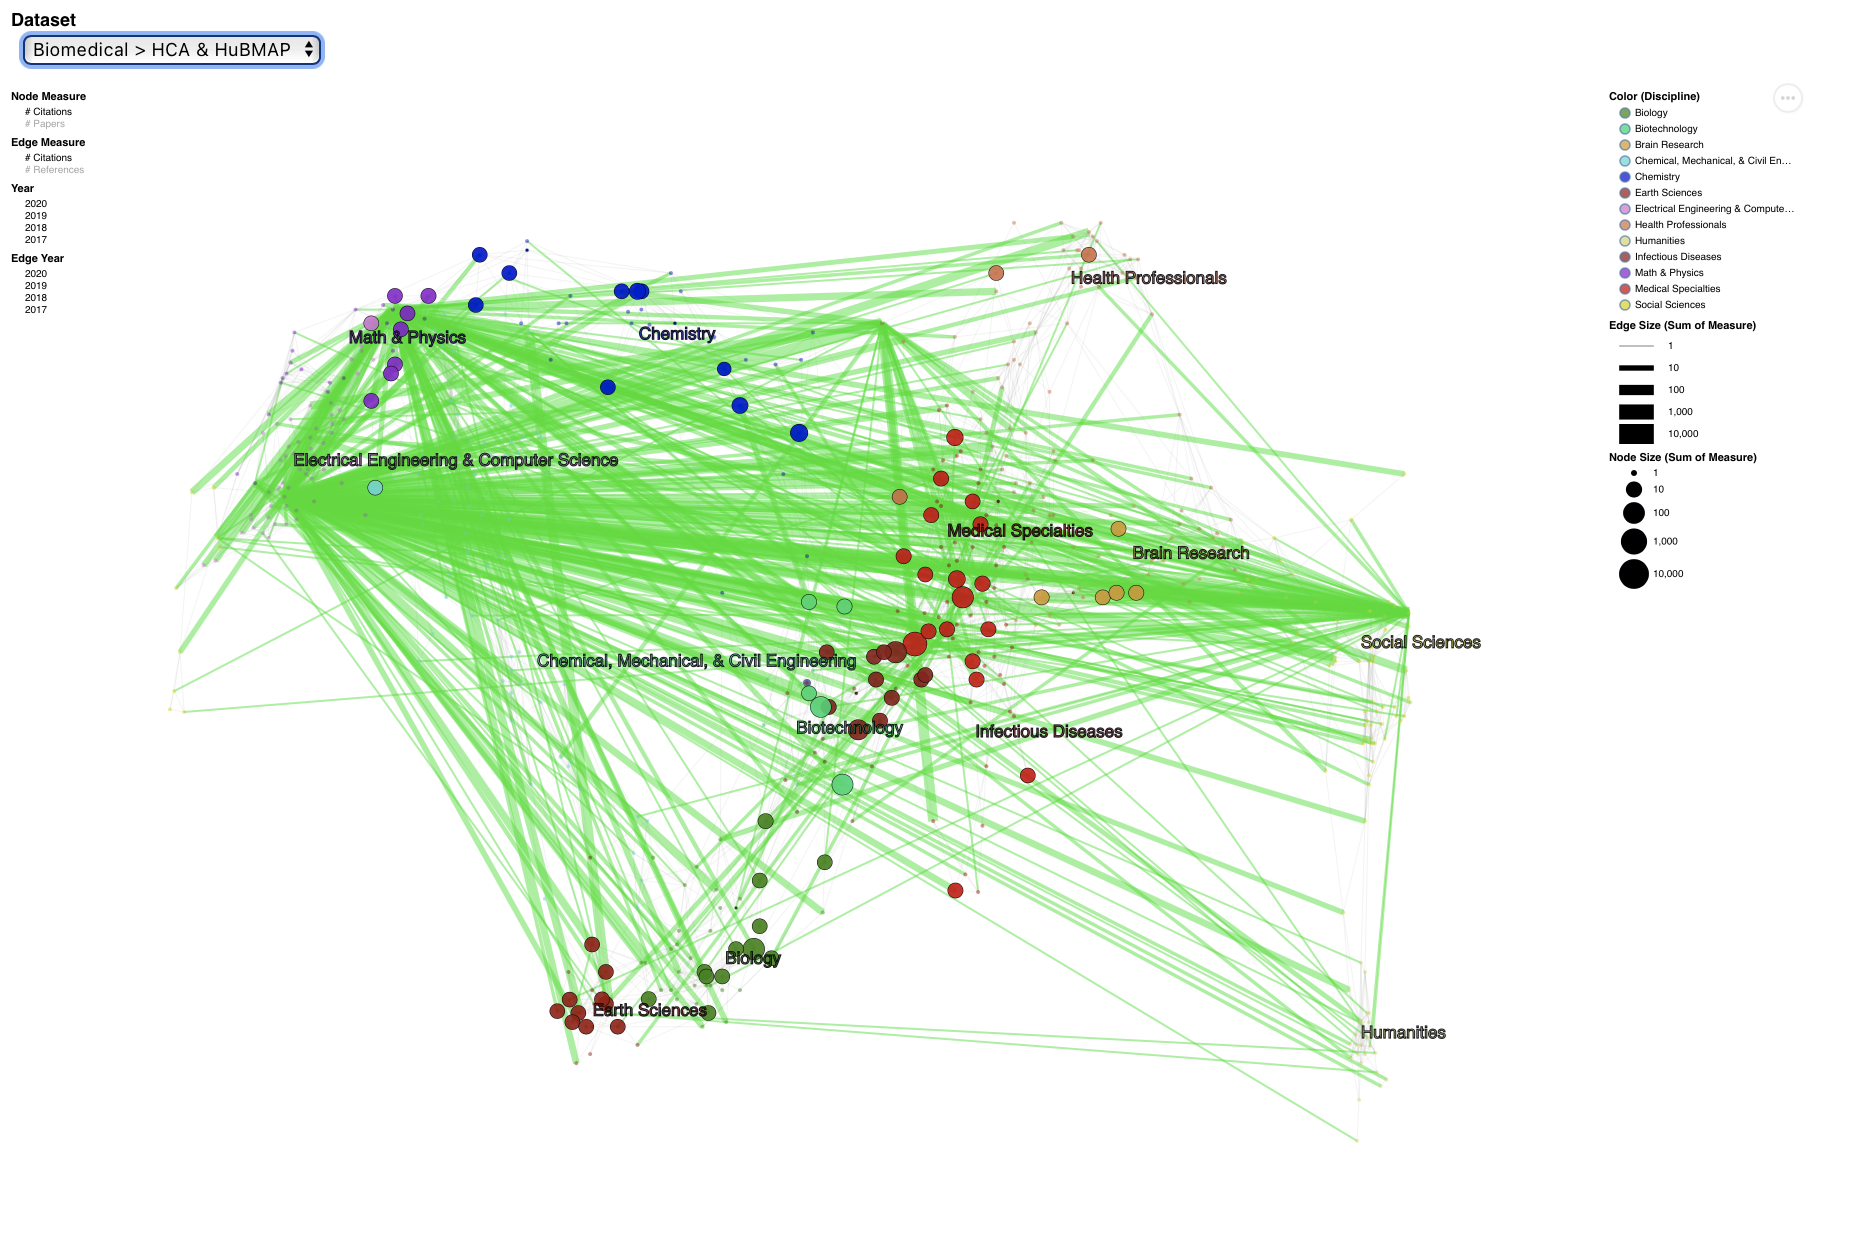 Dataset
Biomedical > HCA & HuBMAP
Node Measure
# Citations
# Papers
Edge Measure
# Citations
# References
Year
2020
2019
2018
2017
Edge Year
2020
2019
2018
2017
Health Professionals
Math & Physics
Chemistry
Electrical Engineering & Computer Science
Medical Specialties
Brain Research
Social Sciences
Chemical, Mechanical, & Civil Engineering
Biotechnology
Infectious Diseases
Biology
Earth Sciences
Humanities
Color (Discipline)
Biology
Biotechnology
Brain Research
Chemical, Mechanical, & Civil En…
Chemistry
Earth Sciences
Electrical Engineering & Compute…
Health Professionals
Humanities
Infectious Diseases
Math & Physics
Medical Specialties
Social Sciences
Edge Size (Sum of Measure)
1
10
100
1,000
10,000
Node Size (Sum of Measure)
1
10
100
1,000
10,000